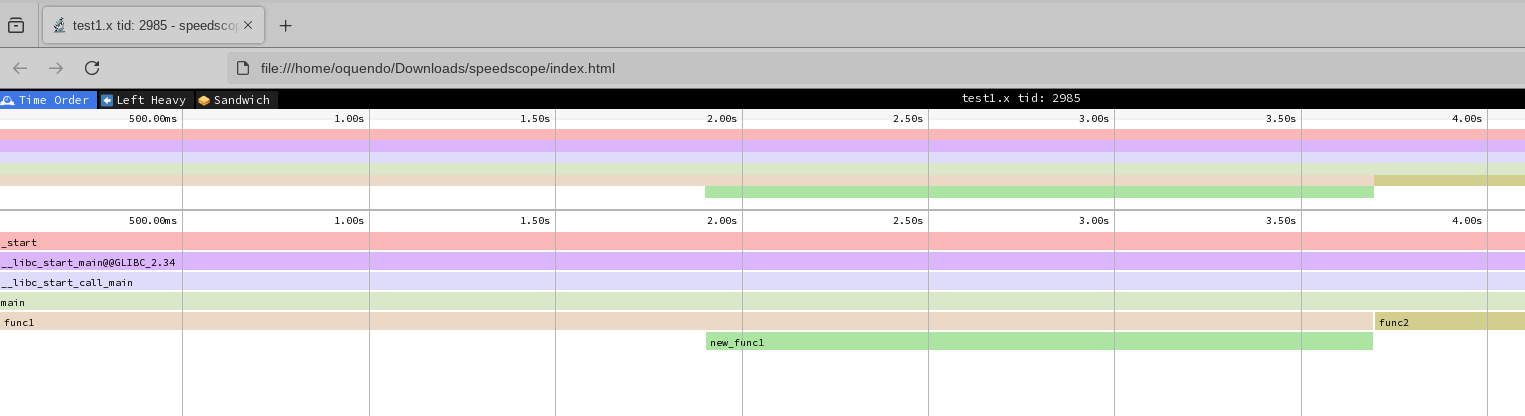 test1.x tid: 2985 - speedscop
file:///home/oquendo/Downloads/speedscope/index.html
Time Order Left Heavy Sandwich test1.x tid: 2985
500.00ms 1.00s 1.50s 2.00s 2.50s 3.00s 3.50s 4.00s
500.00ms 1.00s 1.50s 2.00s 2.50s 3.00s 3.50s 4.00s
_start
__libc_start_main@@GLIBC_2.34
__libc_start_call_main
main
func1 func2
new_func1